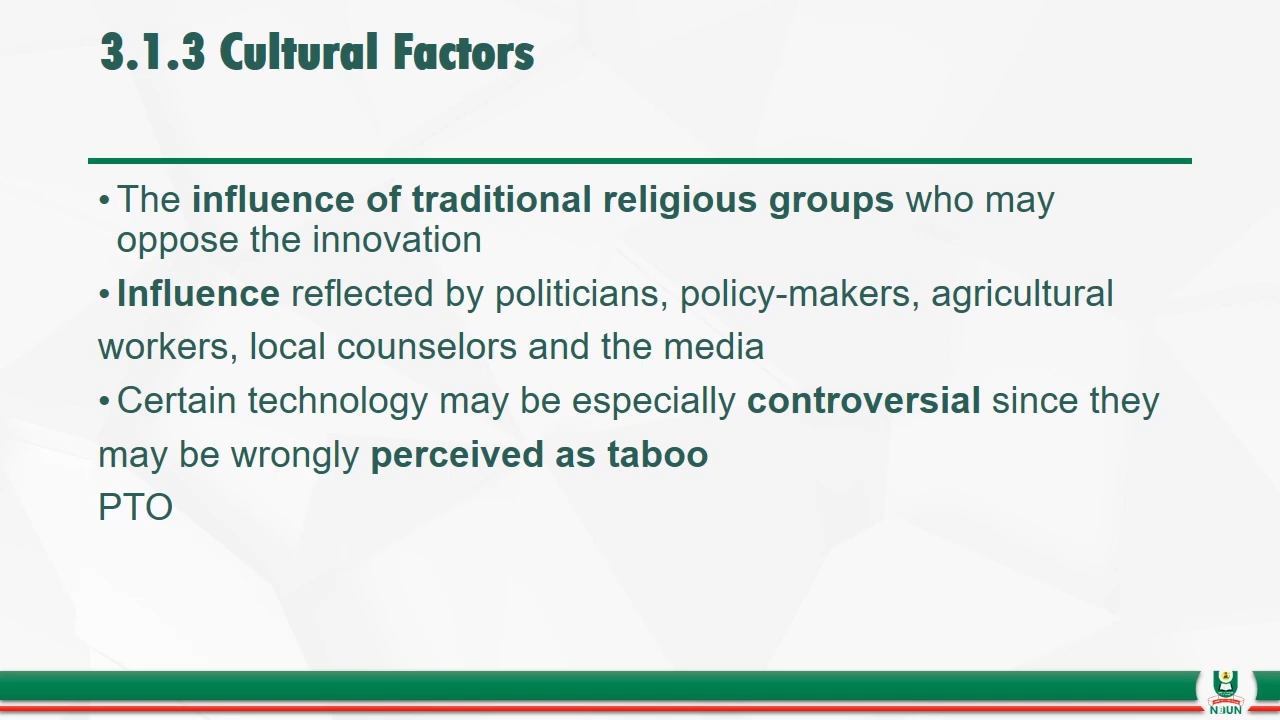 3.1.3 Cultural Factors
• The influence of traditional religious groups who may
oppose the innovation
• Influence reflected by politicians, policy-makers, agricultural
workers, local counselors and the media
• Certain technology may be especially controversial since they
may be wrongly perceived as taboo
PTO